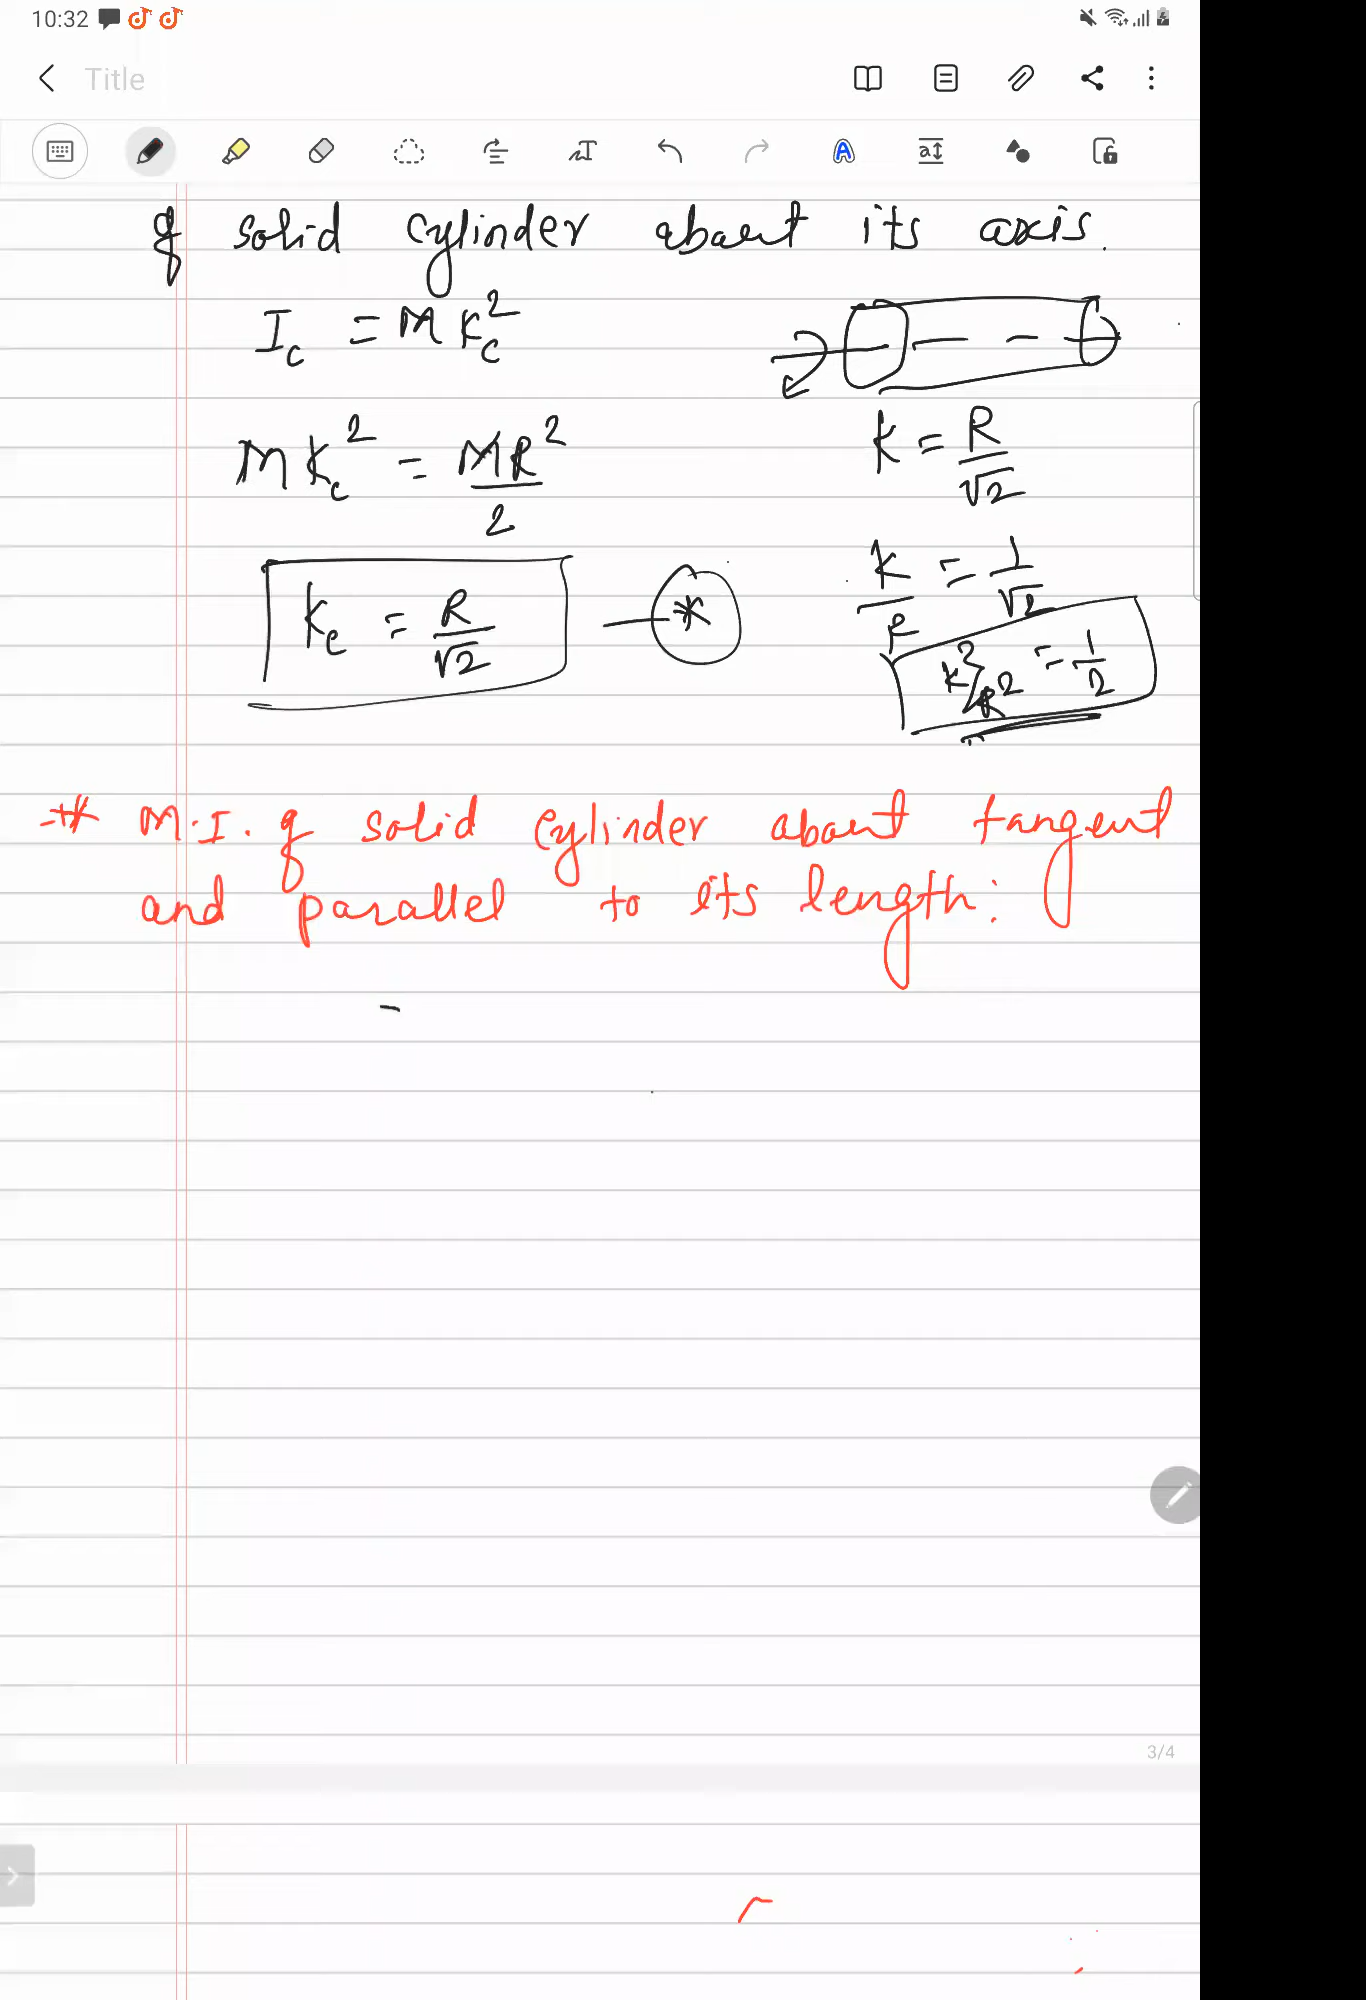 10:32
Title
of solid cylinder about its axis.
I_c = M K_c^2
M K_c^2 = MR^2/2
K = R/√2
K_c = R/√2 — *
K/R = 1/√2
K^2/R^2 = 1/2
* M.I. of solid cylinder about tangent
and parallel to its length:
3/4